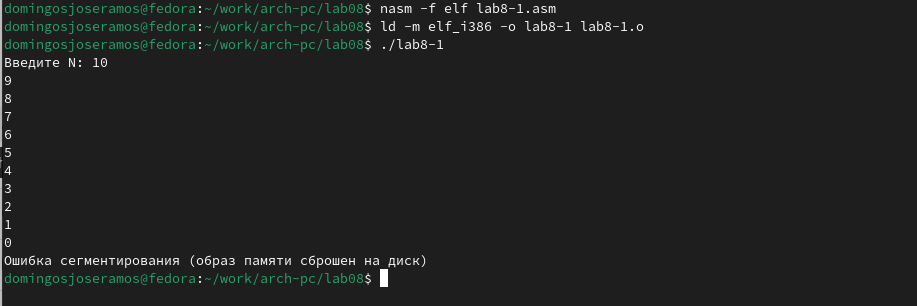 domingosjoseramos@fedora:~/work/arch-pc/lab08$ nasm -f elf lab8-1.asm
domingosjoseramos@fedora:~/work/arch-pc/lab08$ ld -m elf_i386 -o lab8-1 lab8-1.o
domingosjoseramos@fedora:~/work/arch-pc/lab08$ ./lab8-1
Введите N: 10
9
8
7
6
5
4
3
2
1
0
Ошибка сегментирования (образ памяти сброшен на диск)
domingosjoseramos@fedora:~/work/arch-pc/lab08$